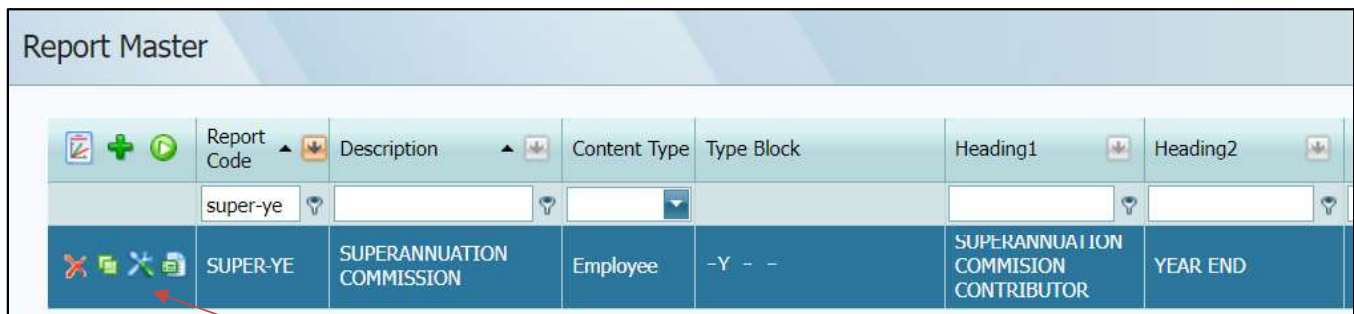 Report Master
Report Code
Description
Content Type
Type Block
Heading1
Heading2
super-ye
SUPER-YE
SUPERANNUATION
COMMISSION
Employee
–Y – –
SUPERANNUATION
COMMISION
CONTRIBUTOR
YEAR END